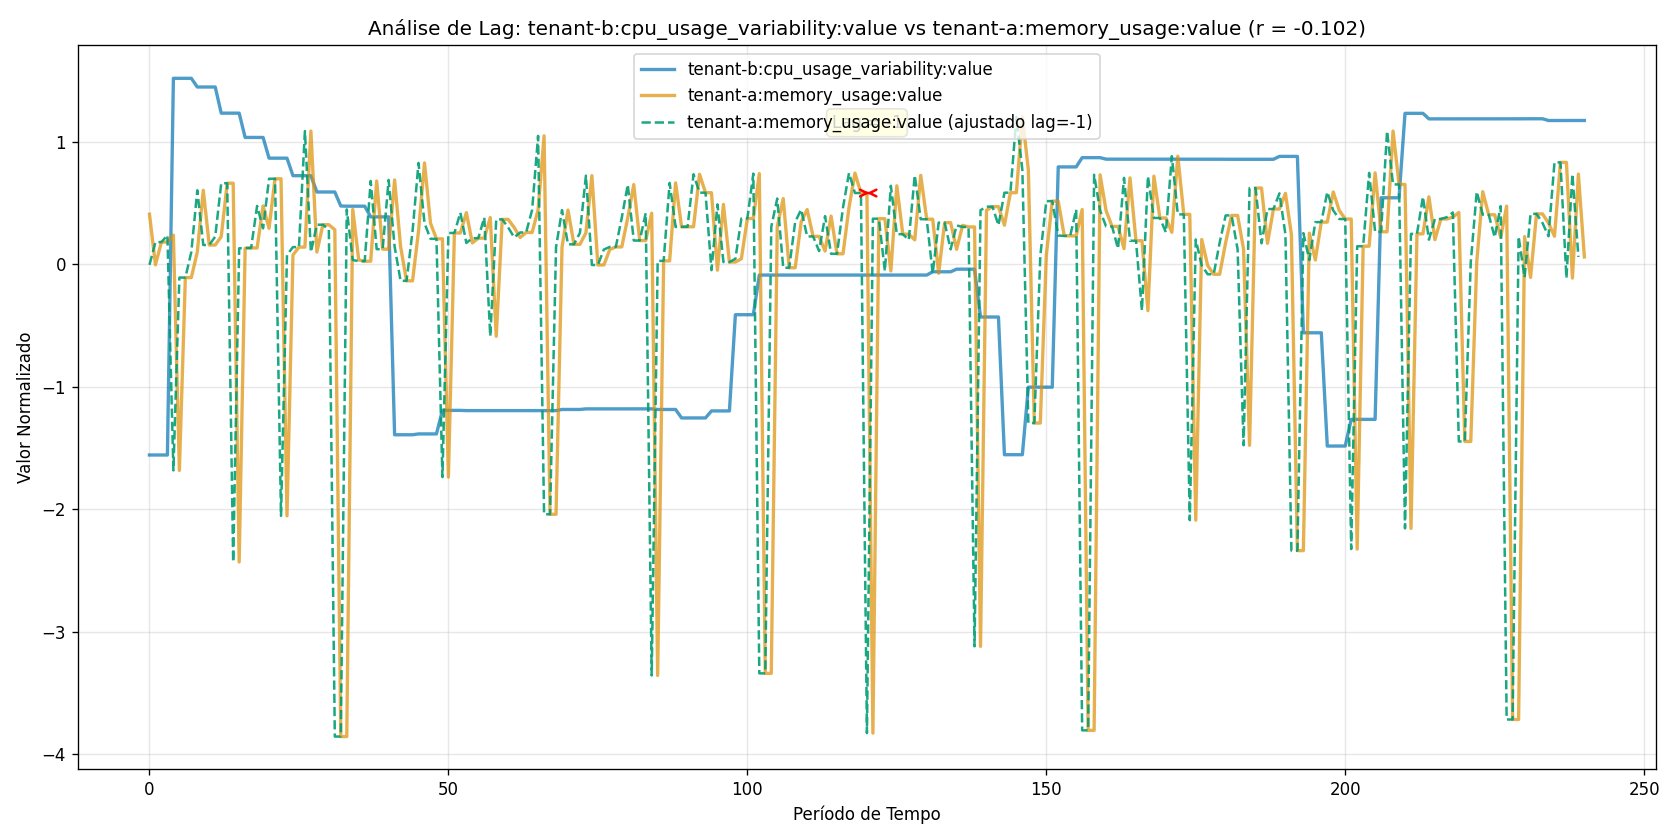 Análise de Lag: tenant-b:cpu_usage_variability:value vs tenant-a:memory_usage:value (r = -0.102)
tenant-b:cpu_usage_variability:value
tenant-a:memory_usage:value
tenant-a:memory_usage:value (ajustado lag=-1)
Valor Normalizado
1
0
−1
−2
−3
−4
0
50
100
150
200
250
Período de Tempo